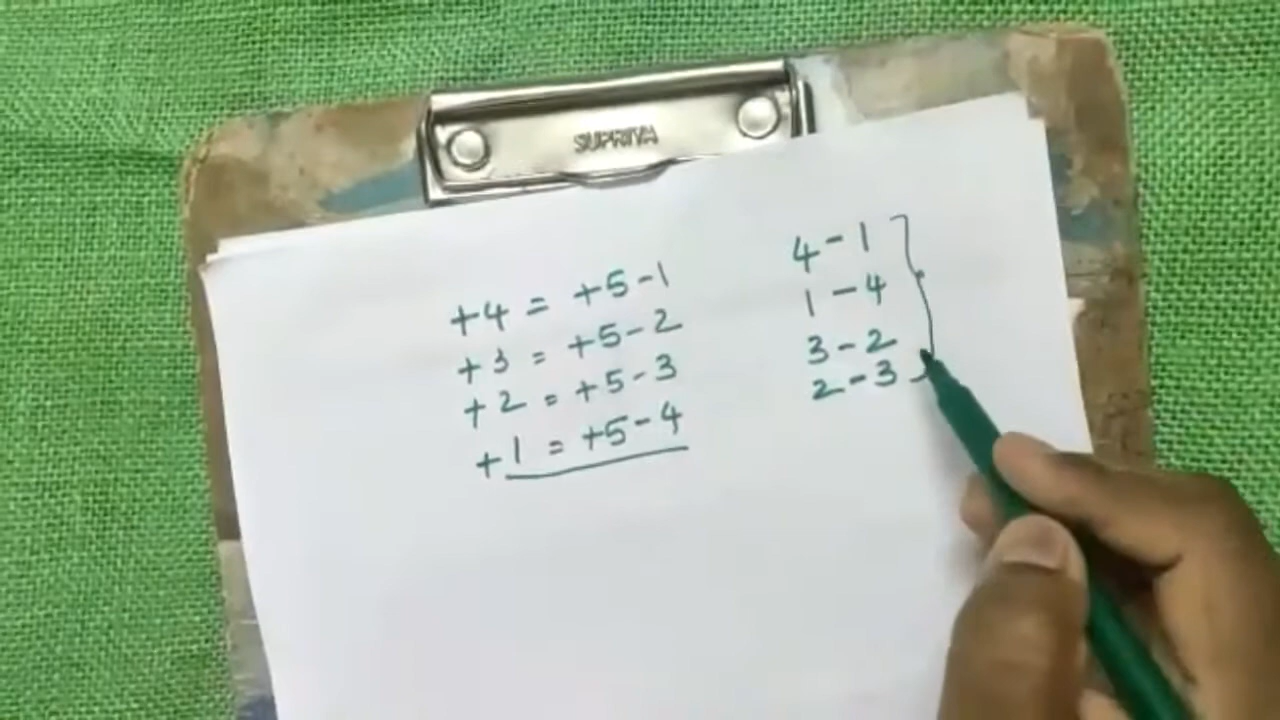 SUPRIYA
+4 = +5-1
+3 = +5-2
+2 = +5-3
+1 = +5-4
4-1
1-4
3-2
2-3